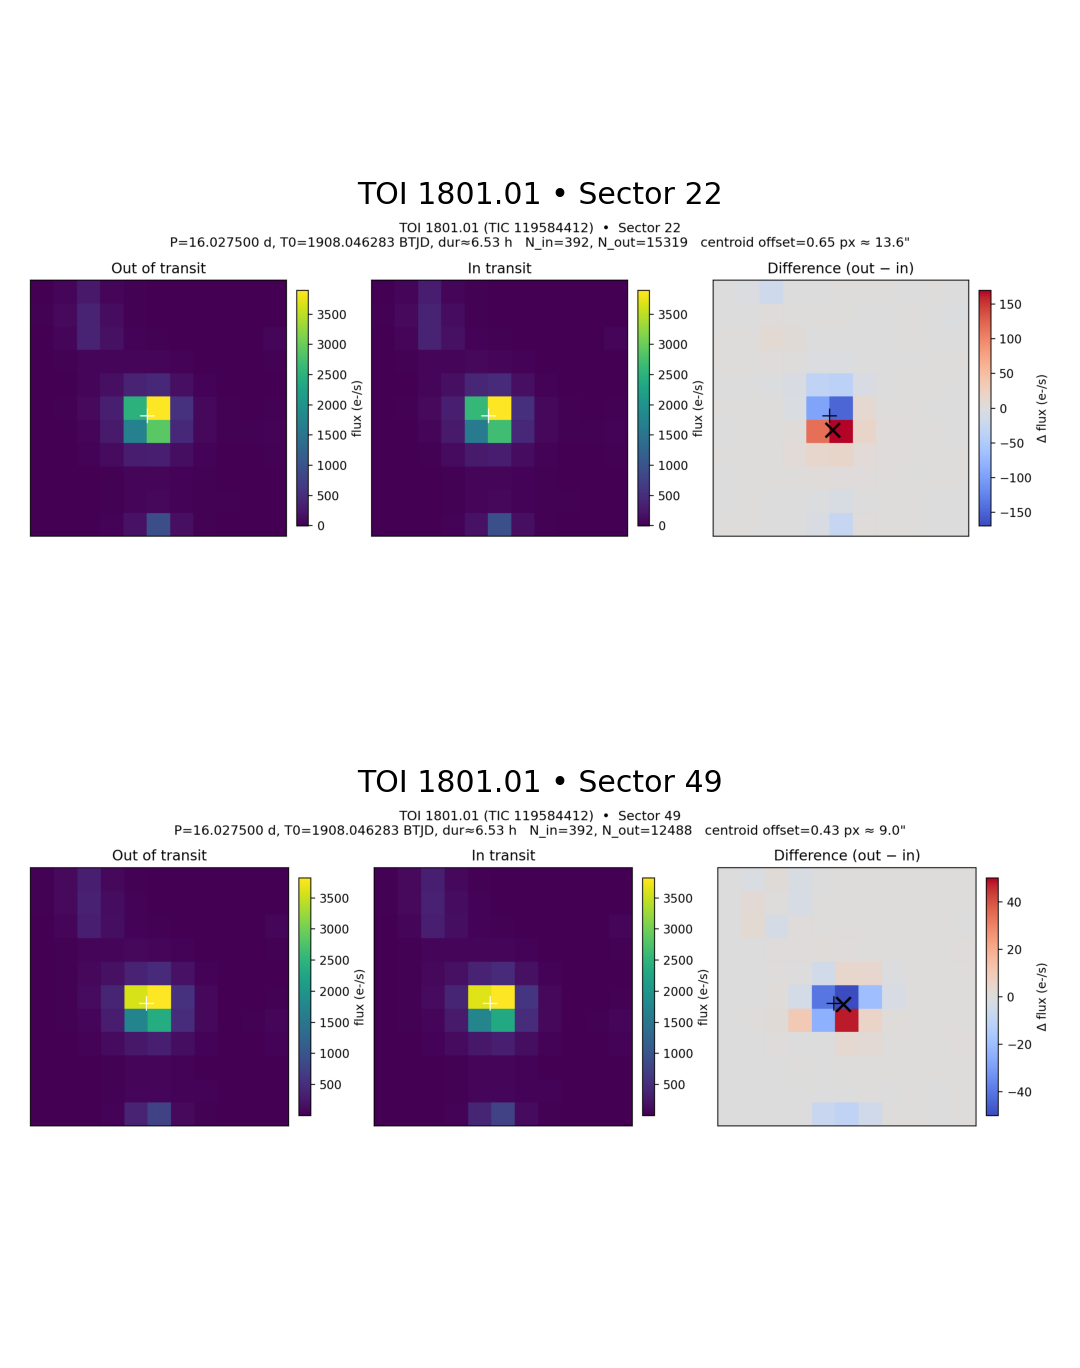 TOI 1801.01 • Sector 22
TOI 1801.01 (TIC 119584412) • Sector 22
P=16.027500 d, T0=1908.046283 BTJD, dur≈6.53 h N_in=392, N_out=15319 centroid offset=0.65 px ≈ 13.6"
Out of transit
In transit
Difference (out − in)
3500
3000
2500
2000
1500
1000
500
0
flux (e-/s)
3500
3000
2500
2000
1500
1000
500
0
flux (e-/s)
150
100
50
0
−50
−100
−150
Δ flux (e-/s)
TOI 1801.01 • Sector 49
TOI 1801.01 (TIC 119584412) • Sector 49
P=16.027500 d, T0=1908.046283 BTJD, dur≈6.53 h N_in=392, N_out=12488 centroid offset=0.43 px ≈ 9.0"
Out of transit
In transit
Difference (out − in)
3500
3000
2500
2000
1500
1000
500
flux (e-/s)
3500
3000
2500
2000
1500
1000
500
flux (e-/s)
40
20
0
−20
−40
Δ flux (e-/s)